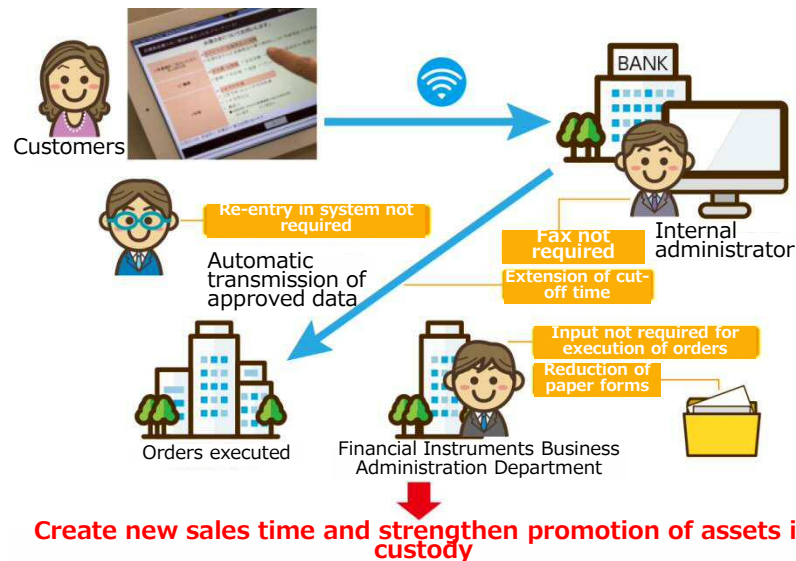 BANK
Customers
Re-entry in system not
required
Fax not
required
Internal
administrator
Automatic
transmission of
approved data
Extension of cut-
off time
Input not required for
execution of orders
Reduction of
paper forms
Orders executed
Financial Instruments Business
Administration Department
Create new sales time and strengthen promotion of assets i
custody